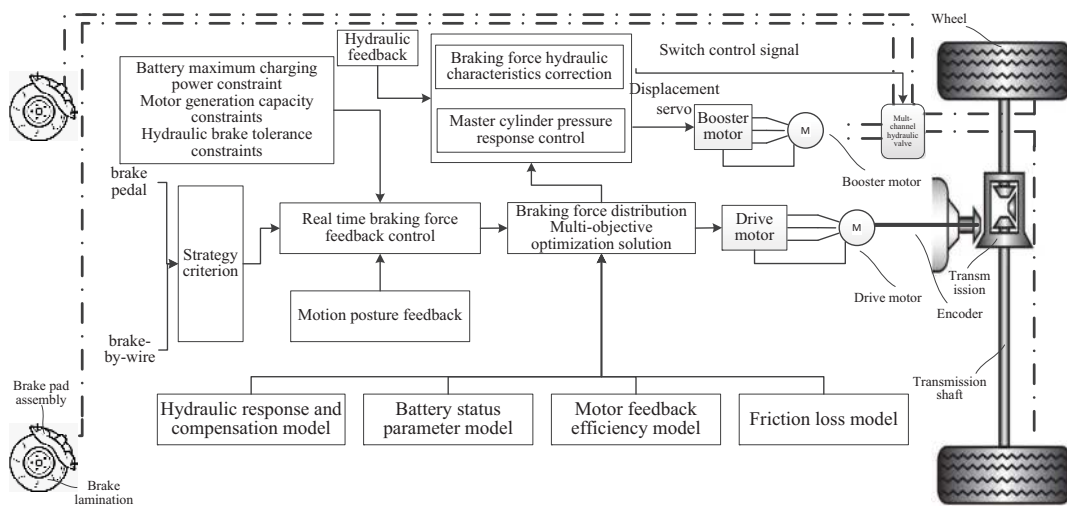 Wheel
Hydraulic
feedback
Braking force hydraulic
characteristics correction
Switch control signal
Battery maximum charging
power constraint
Motor generation capacity
constraints
Hydraulic brake tolerance
constraints
Displacement
servo
Master cylinder pressure
response control
Booster
motor
M
Mult-
channel
hydraulic
valve
Booster motor
brake
pedal
Strategy
criterion
Real time braking force
feedback control
Braking force distribution
Multi-objective
optimization solution
Drive
motor
M
Transm
ission
Drive motor
Encoder
Motion posture feedback
brake-
by-wire
Transmission
shaft
Brake pad
assembly
Hydraulic response and
compensation model
Battery status
parameter model
Motor feedback
efficiency model
Friction loss model
Brake
lamination